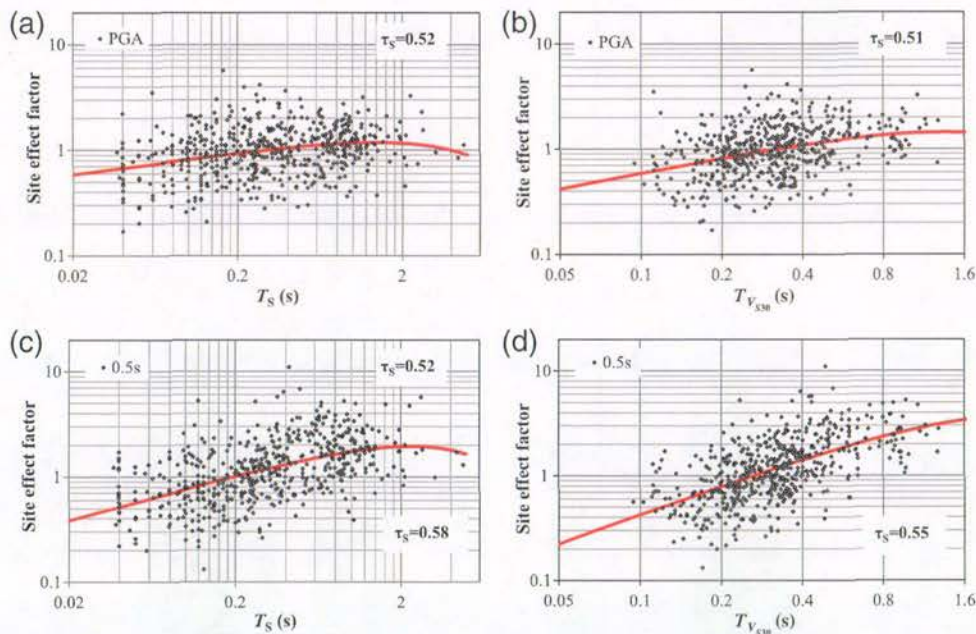 (a)
• PGA
τS=0.52
10
1
0.1
Site effect factor
0.02
0.2
2
TS (s)
(b)
• PGA
τS=0.51
10
1
0.1
Site effect factor
0.05
0.1
0.2
0.4
0.8
1.6
TVS30 (s)
(c)
• 0.5s
τS=0.52
10
1
0.1
Site effect factor
τS=0.58
0.02
0.2
2
TS (s)
(d)
• 0.5s
10
1
0.1
Site effect factor
τS=0.55
0.05
0.1
0.2
0.4
0.8
1.6
TVS30 (s)